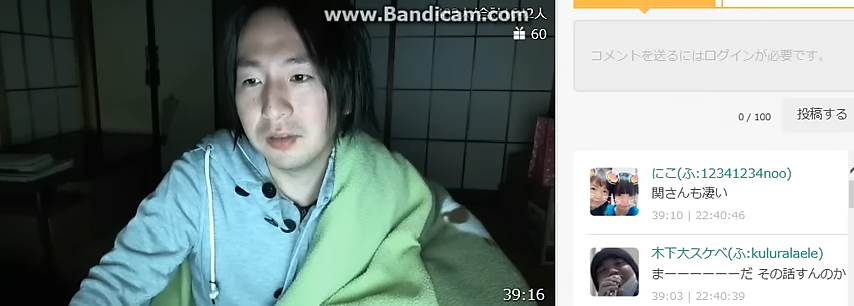 www.Bandicam.com
2人
60
39:16
コメントを送るにはログインが必要です。
0 / 100
投稿する
にこ(ふ:12341234noo)
関さんも凄い
39:10 | 22:40:46
木下大スケベ(ふ:kuluralaele)
まーーーーーーだ その話すんのか
39:03 | 22:40:39